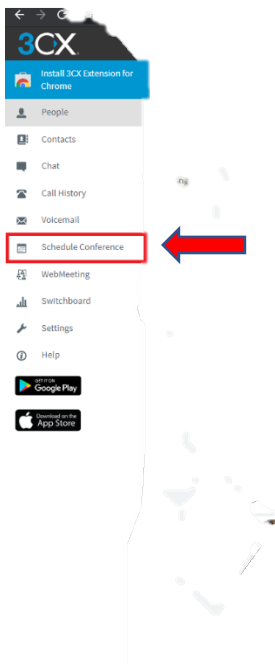 3CX
Install 3CX Extension for
Chrome
People
Contacts
Chat
Call History
Voicemail
Schedule Conference
WebMeeting
Switchboard
Settings
Help
GET IT ON
Google Play
Download on the
App Store
ng